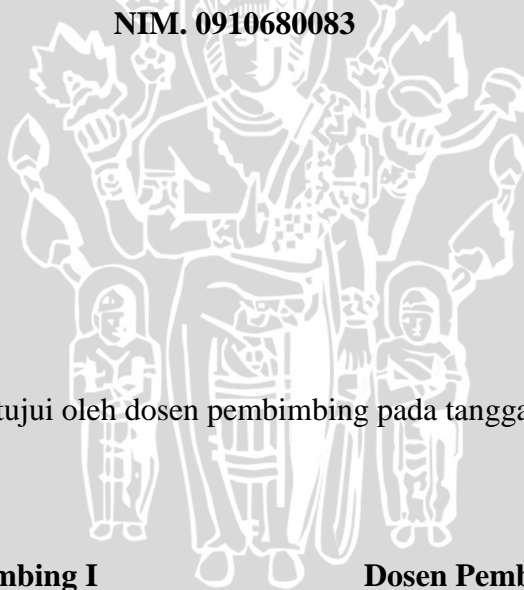 NIM. 0910680083
tujui oleh dosen pembimbing pada tangga
mbing I Dosen Pemb